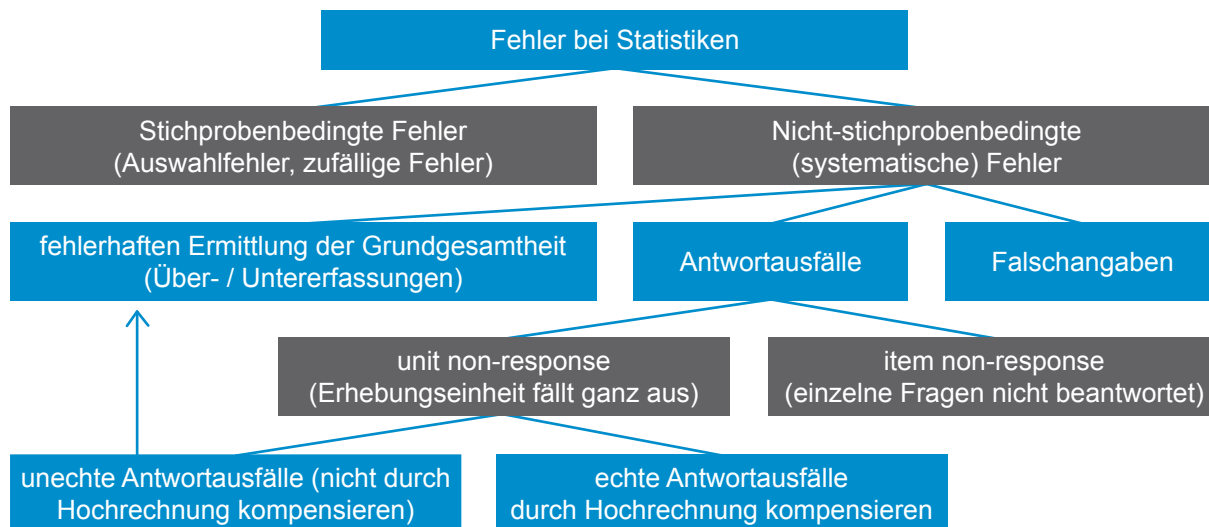 Fehler bei Statistiken
Stichprobenbedingte Fehler
(Auswahlfehler, zufällige Fehler)
Nicht-stichprobenbedingte
(systematische) Fehler
fehlerhaften Ermittlung der Grundgesamtheit
(Über- / Untererfassungen)
Antwortausfälle
Falschangaben
unit non-response
(Erhebungseinheit fällt ganz aus)
item non-response
(einzelne Fragen nicht beantwortet)
unechte Antwortausfälle (nicht durch
Hochrechnung kompensieren)
echte Antwortausfälle
durch Hochrechnung kompensieren